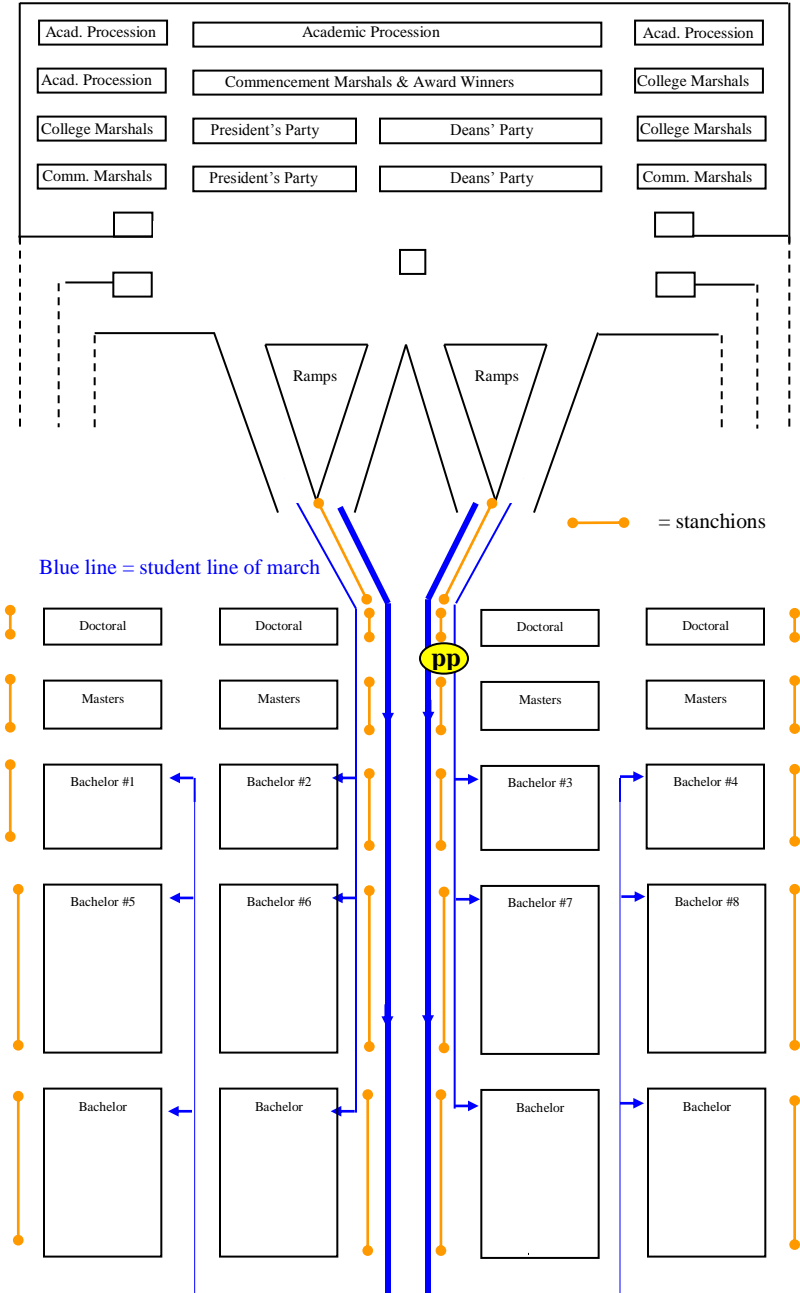 Acad. Procession
Academic Procession
Acad. Procession
Acad. Procession
Commencement Marshals & Award Winners
College Marshals
College Marshals
President's Party
Deans' Party
College Marshals
Comm. Marshals
President's Party
Deans' Party
Comm. Marshals
Ramps
Ramps
= stanchions
Blue line = student line of march
Doctoral
Doctoral
Doctoral
Doctoral
pp
Masters
Masters
Masters
Masters
Bachelor #1
Bachelor #2
Bachelor #3
Bachelor #4
Bachelor #5
Bachelor #6
Bachelor #7
Bachelor #8
Bachelor
Bachelor
Bachelor
Bachelor